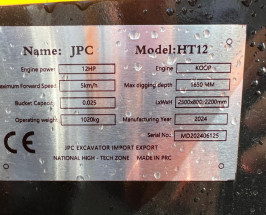 Name: JPC Model:HT12
Engine power 12HP Engine KOOP
Maximum Forward Speed 5km/h Max digging depth 1650 MM
Bucket Capacity 0.025 LxWxH 2500x800x2200mm
Operating weight 1020kg Manufacturing Year 2024
Serial No.: MD202406125
CE
JPC EXCAVATOR IMPORT EXPORT
NATIONAL HIGH - TECH ZONE MADE IN PRC